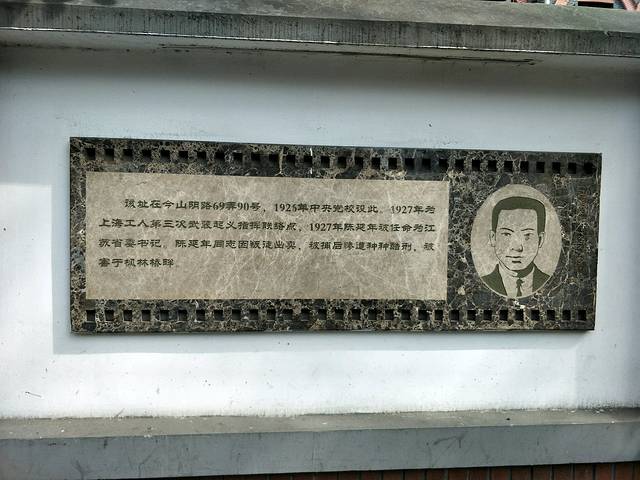 该址在今山阴路69弄90号，1925年中央党校设此，1927年为
上海工人第三次武装起义指挥联络点，1927年陈延年被任命为江
苏省委书记，陈延年同志因叛徒出卖，被捕后惨遭种种酷刑，被
害于枫林桥畔。